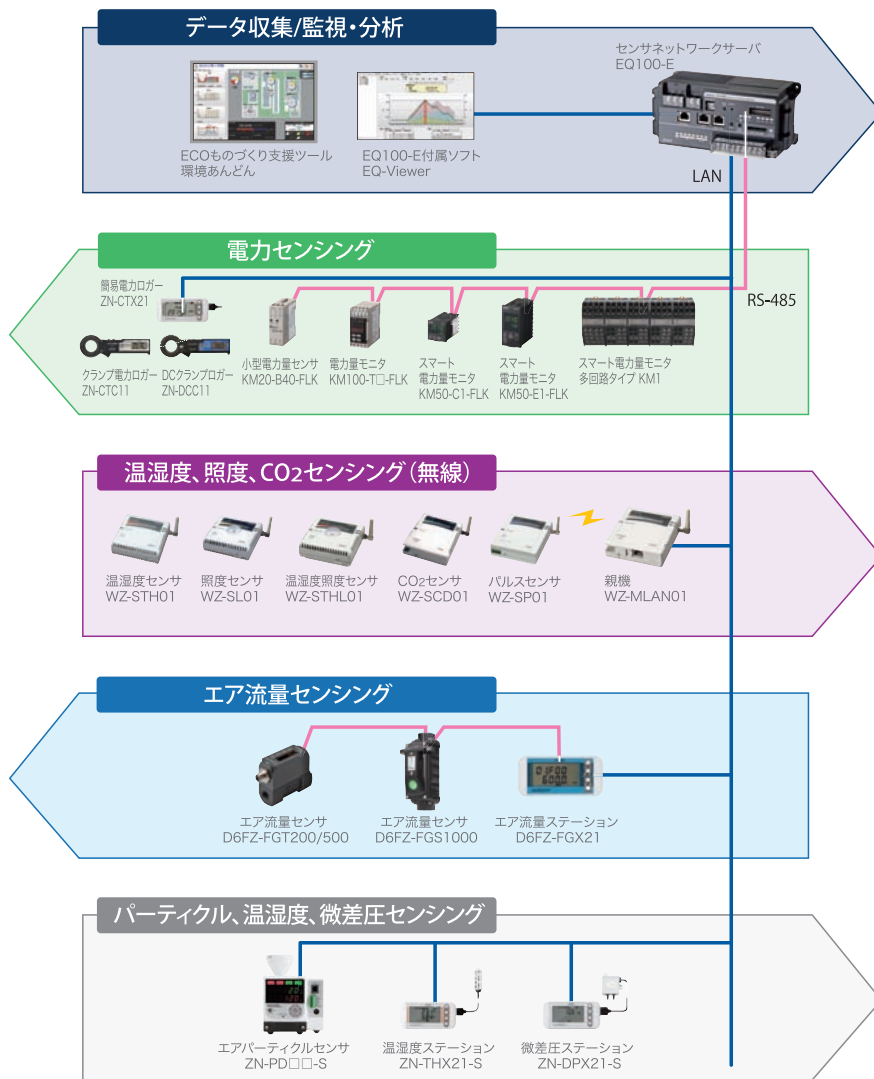 データ収集/監視・分析
センサネットワークサーバ
EQ100-E
ECOものづくり支援ツール
環境あんどん
EQ100-E付属ソフト
EQ-Viewer
LAN
電力センシング
簡易電力ロガー
ZN-CTX21
RS-485
クランプ電力ロガー
ZN-CTC11
DCクランプロガー
ZN-DCC11
小型電力量センサ
KM20-B40-FLK
電力量モニタ
KM100-T□-FLK
スマート
電力量モニタ
KM50-C1-FLK
スマート
電力量モニタ
KM50-E1-FLK
スマート電力量モニタ
多回路タイプ KM1
温湿度、照度、CO2センシング（無線）
温湿度センサ
WZ-STH01
照度センサ
WZ-SL01
温湿度照度センサ
WZ-STHL01
CO2センサ
WZ-SCD01
パルスセンサ
WZ-SP01
親機
WZ-MLAN01
エア流量センシング
エア流量センサ
D6FZ-FGT200/500
エア流量センサ
D6FZ-FGS1000
エア流量ステーション
D6FZ-FGX21
パーティクル、温湿度、微差圧センシング
エアパーティクルセンサ
ZN-PD□□-S
温湿度ステーション
ZN-THX21-S
微差圧ステーション
ZN-DPX21-S